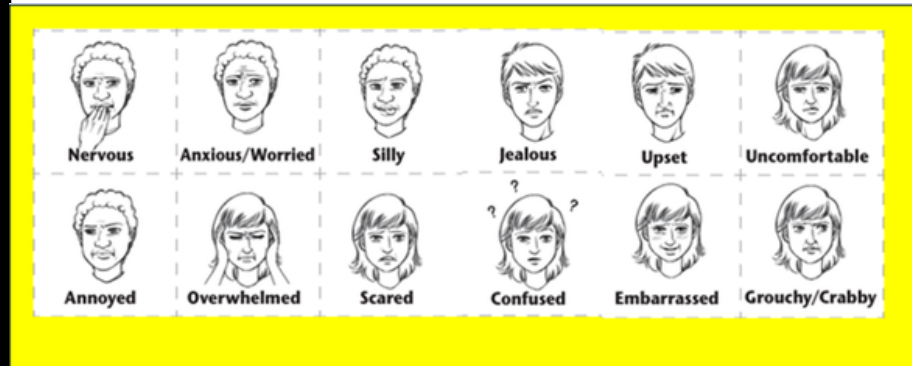 Nervous Anxious/Worried Silly Jealous Upset Uncomfortable
? ? ?
Annoyed Overwhelmed Scared Confused Embarrassed Grouchy/Crabby